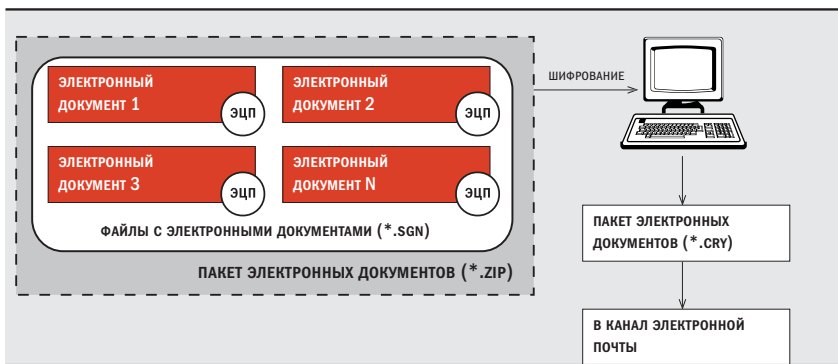 ЭЛЕКТРОННЫЙ
ДОКУМЕНТ 1
ЭЦП
ЭЛЕКТРОННЫЙ
ДОКУМЕНТ 2
ЭЦП
ЭЛЕКТРОННЫЙ
ДОКУМЕНТ 3
ЭЦП
ЭЛЕКТРОННЫЙ
ДОКУМЕНТ N
ЭЦП
ФАЙЛЫ С ЭЛЕКТРОННЫМИ ДОКУМЕНТАМИ (*.SGN)
ПАКЕТ ЭЛЕКТРОННЫХ ДОКУМЕНТОВ (*.ZIP)
ШИФРОВАНИЕ
ПАКЕТ ЭЛЕКТРОННЫХ
ДОКУМЕНТОВ (*.CRY)
В КАНАЛ ЭЛЕКТРОННОЙ
ПОЧТЫ